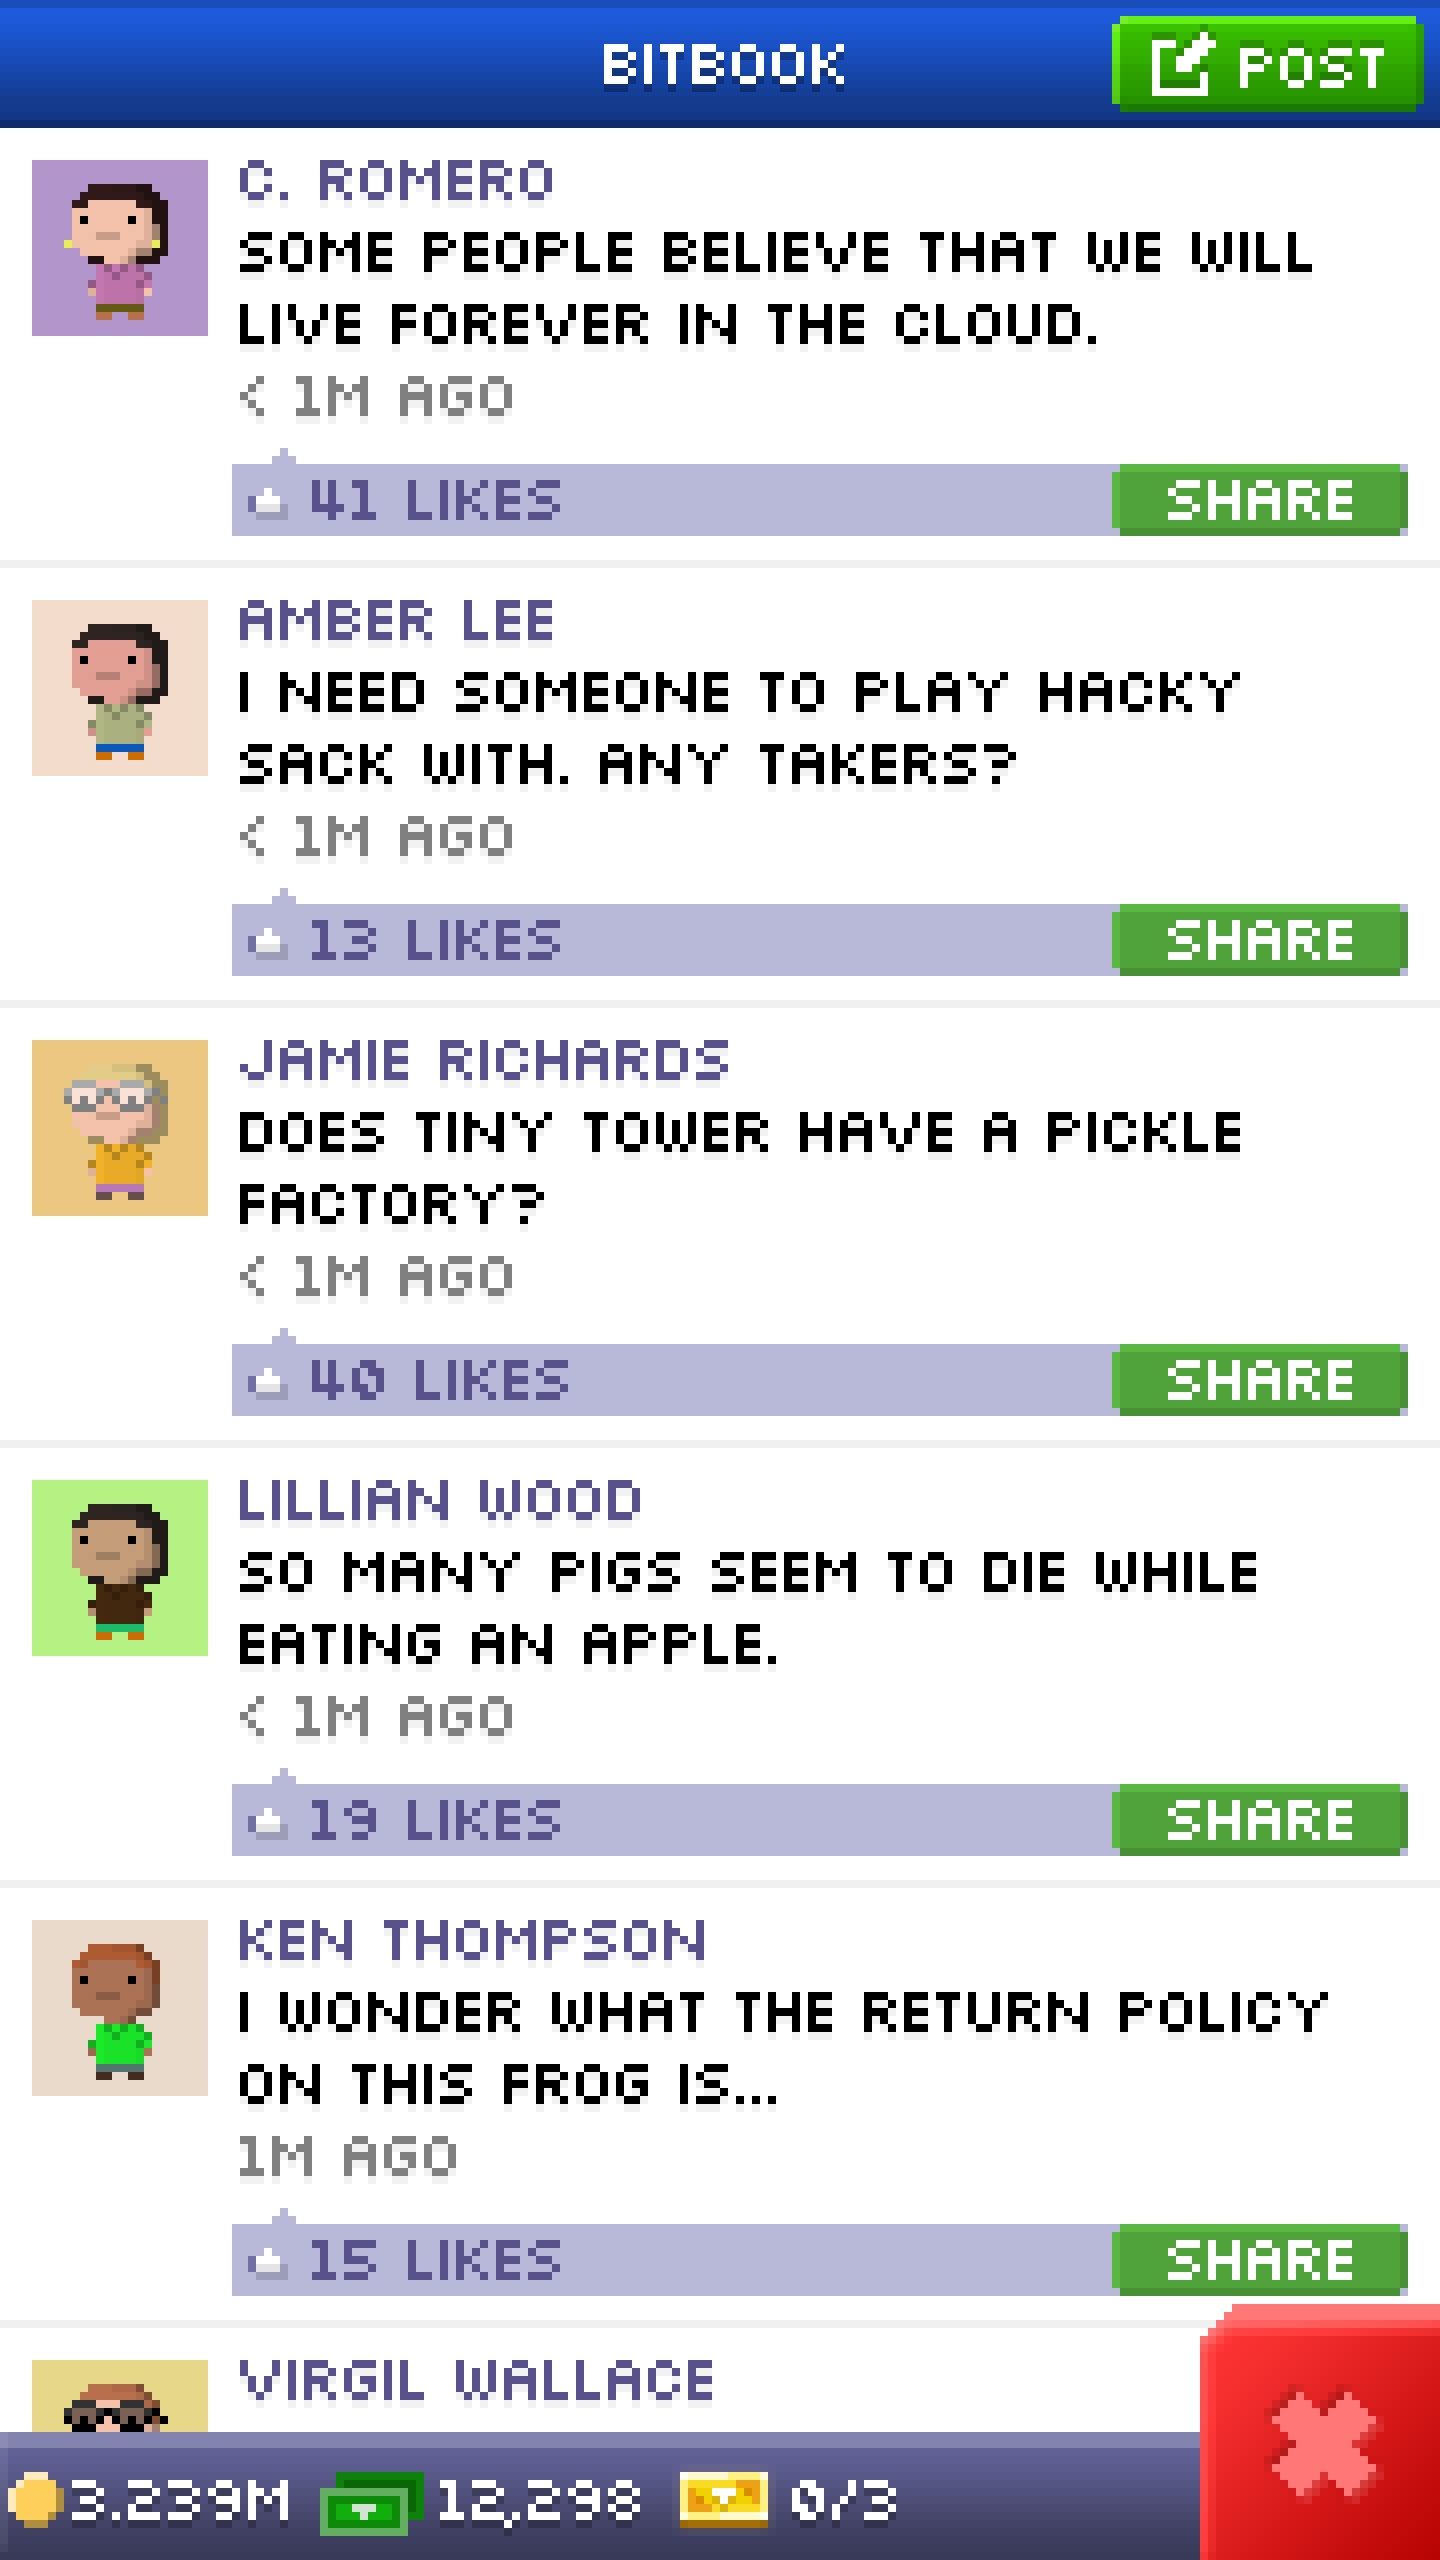 BITBOOK
POST
C. ROMERO
SOME PEOPLE BELIEVE THAT WE WILL
LIVE FOREVER IN THE CLOUD.
< 1M AGO
41 LIKES
SHARE
AMBER LEE
I NEED SOMEONE TO PLAY HACKY
SACK WITH. ANY TAKERS?
< 1M AGO
13 LIKES
SHARE
JAMIE RICHARDS
DOES TINY TOWER HAVE A PICKLE
FACTORY?
< 1M AGO
40 LIKES
SHARE
LILLIAN WOOD
SO MANY PIGS SEEM TO DIE WHILE
EATING AN APPLE.
< 1M AGO
19 LIKES
SHARE
KEN THOMPSON
I WONDER WHAT THE RETURN POLICY
ON THIS FROG IS...
1M AGO
15 LIKES
SHARE
VIRGIL WALLACE
3.239M 12,298 0/3